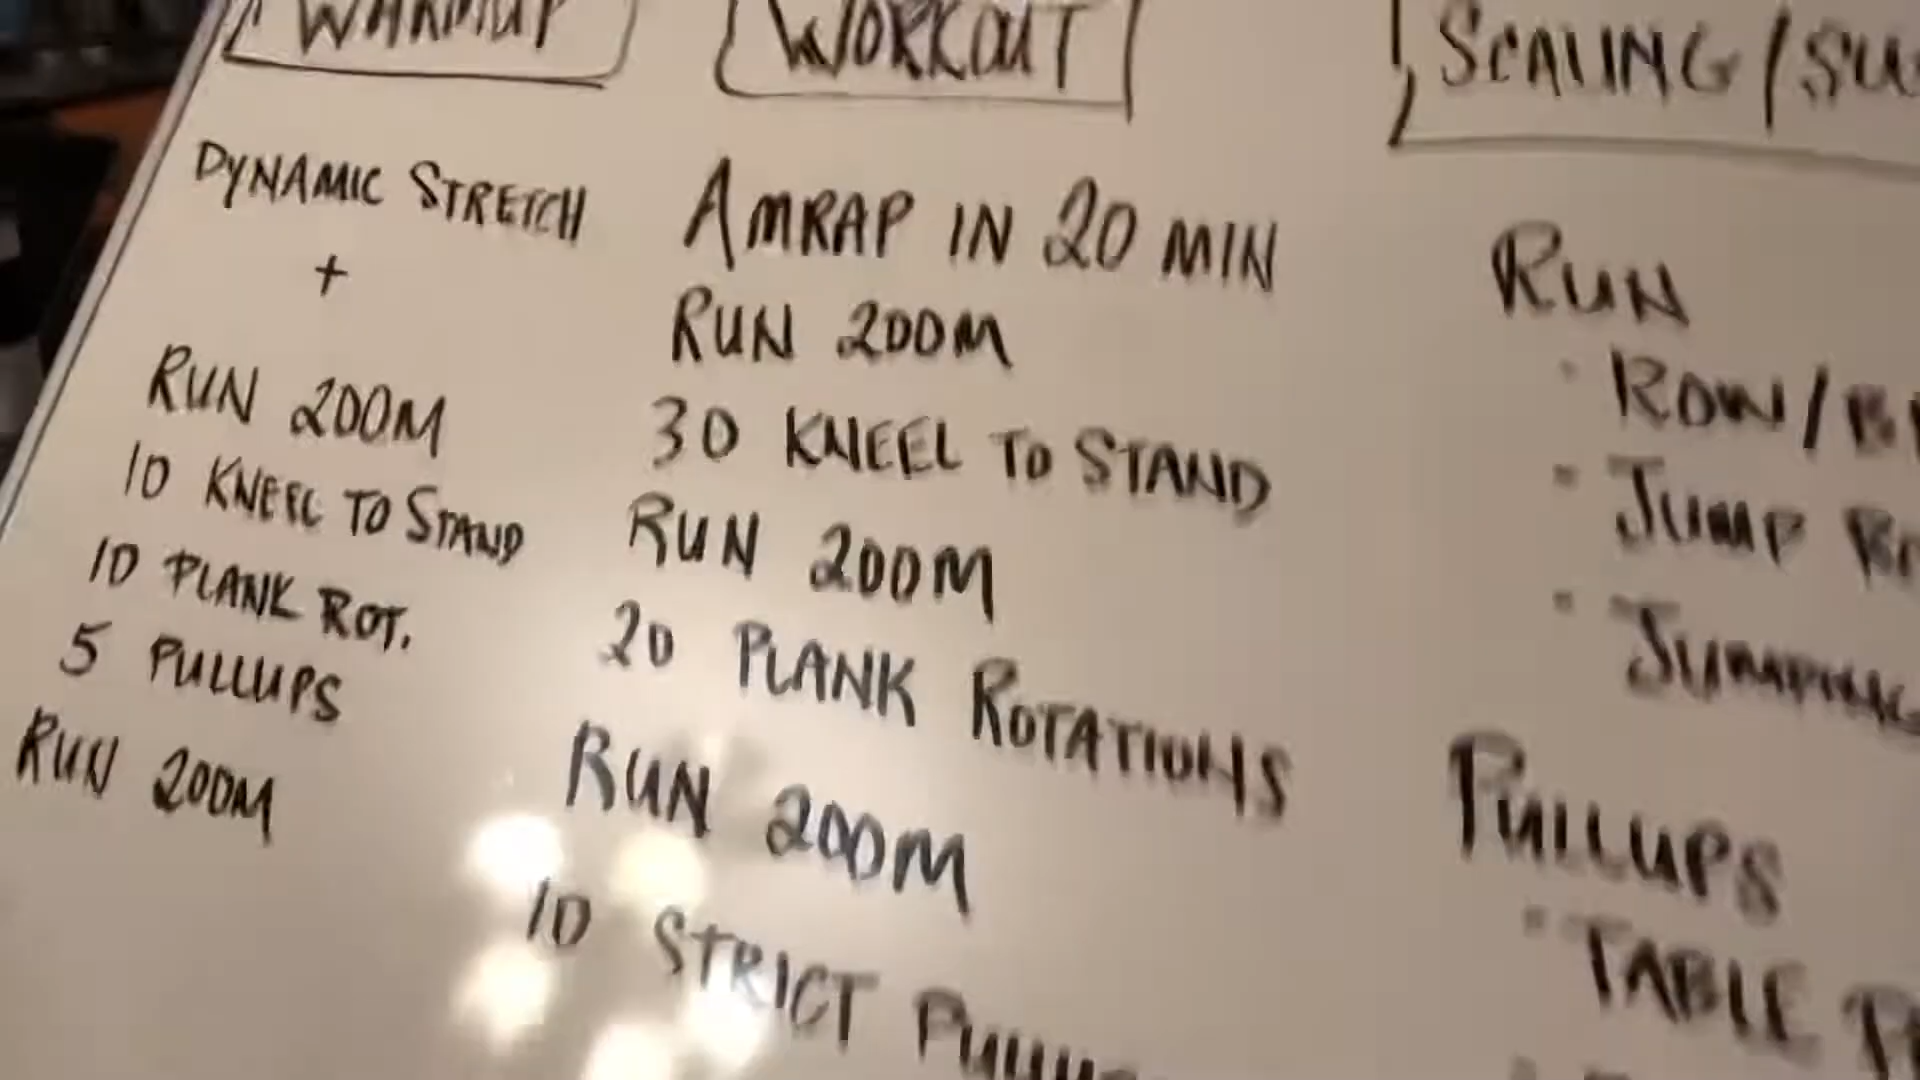 WARMUP
DYNAMIC STRETCH
+
RUN 200M
10 KNEEL TO STAND
10 PLANK ROT.
5 PULLUPS
RUN 200M
WORKOUT
AMRAP IN 20 MIN
RUN 200M
30 KNEEL TO STAND
RUN 200M
20 PLANK ROTATIONS
RUN 200M
10 STRICT
SCALING/
RUN
· ROW/
· JUMP
· JUMPING
PULLUPS
· TABLE